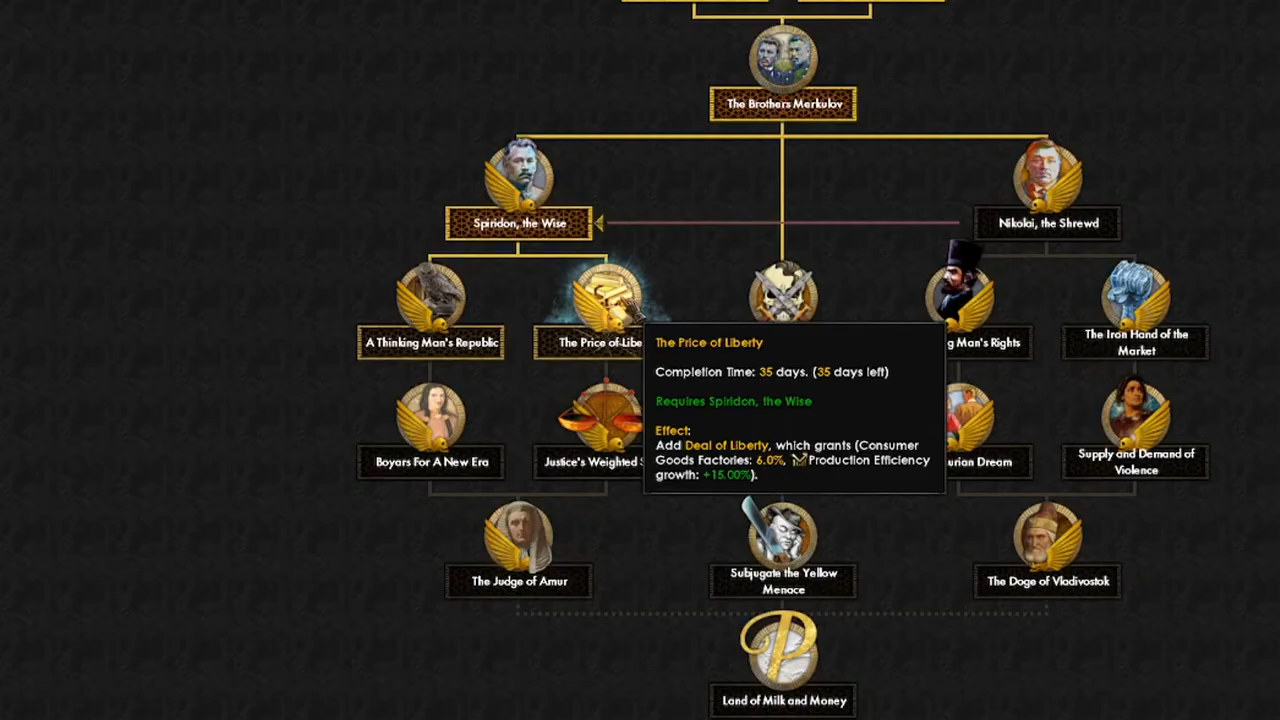 The Brothers Merkulov
Spiridon, the Wise
Nikolai, the Shrewd
A Thinking Man's Republic
The Price of Libe
g Man's Rights
The Iron Hand of the
Market
The Price of Liberty
Completion Time: 35 days. (35 days left)
Requires Spiridon, the Wise
Effect:
Add Deal of Liberty, which grants (Consumer
Goods Factories: 6.0%, Production Efficiency
growth: +15.00%).
Boyars For A New Era
Justice's Weighted S
urian Dream
Supply and Demand of
Violence
The Judge of Amur
Subjugate the Yellow
Menace
The Doge of Vladivostok
Land of Milk and Money